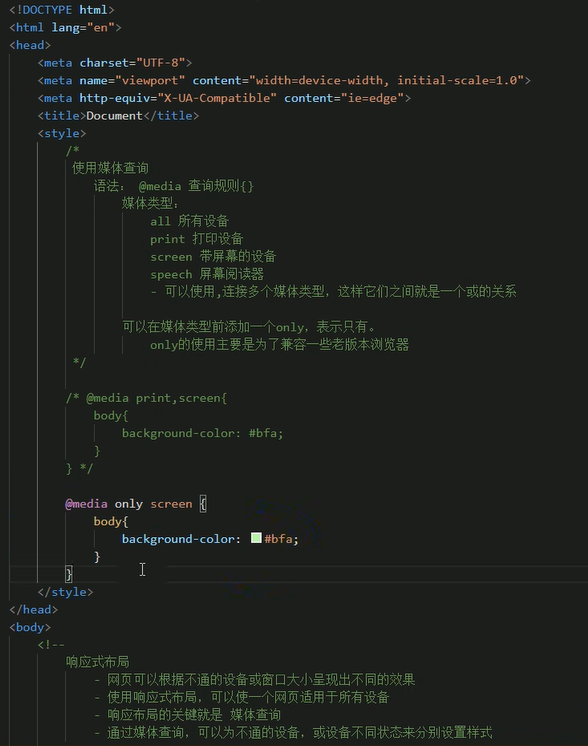 <!DOCTYPE html>
<html lang="en">
<head>
<meta charset="UTF-8">
<meta name="viewport" content="width=device-width, initial-scale=1.0">
<meta http-equiv="X-UA-Compatible" content="ie=edge">
<title>Document</title>
<style>
/*
使用媒体查询
语法： @media 查询规则{}
媒体类型：
all 所有设备
print 打印设备
screen 带屏幕的设备
speech 屏幕阅读器
- 可以使用,连接多个媒体类型，这样它们之间就是一个或的关系
可以在媒体类型前添加一个only，表示只有。
only的使用主要是为了兼容一些老版本浏览器
*/
/* @media print,screen{
body{
background-color: #bfa;
}
} */
@media only screen {
body{
background-color: #bfa;
}
}
</style>
</head>
<body>
<!--
响应式布局
- 网页可以根据不通的设备或窗口大小呈现出不同的效果
- 使用响应式布局，可以使一个网页适用于所有设备
- 响应布局的关键就是 媒体查询
- 通过媒体查询，可以为不通的设备，或设备不同状态来分别设置样式